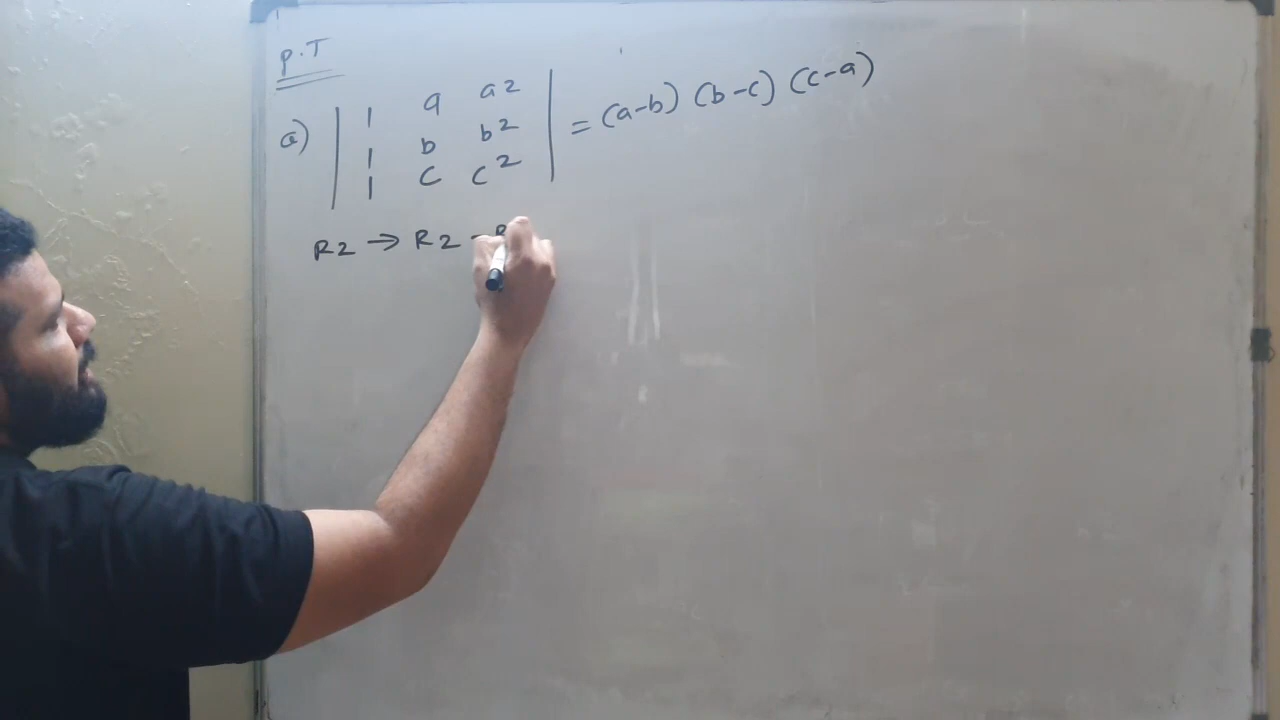 P.T
a) | 1 a a2 | = (a-b) (b-c) (c-a)
1 b b2
1 c c2
R2 → R2 -